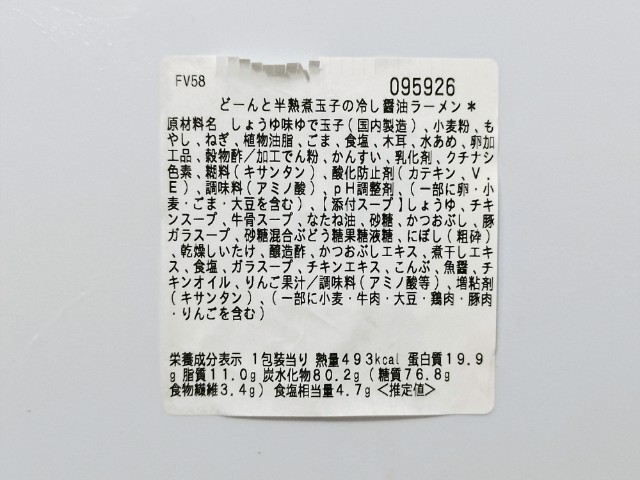 FV58
095926
どーんと半熟煮玉子の冷し醤油ラーメン＊
原材料名　しょうゆ味ゆで玉子(国内製造)、小麦粉、も
やし、ねぎ、植物油脂、ごま、食塩、木耳、水あめ、卵加
工品、穀物酢／加工でん粉、かんすい、乳化剤、クチナシ
色素、糊料(キサンタン)、酸化防止剤(カテキン、V．
E)、調味料(アミノ酸)、pH調整剤、(一部に卵・小
麦・ごま・大豆を含む)、【添付スープ】しょうゆ、チキ
ンスープ、牛骨スープ、なたね油、砂糖、かつおぶし、豚
ガラスープ、砂糖混合ぶどう糖果糖液糖、にぼし(粗砕)
、乾燥しいたけ、醸造酢、かつおぶしエキス、煮干しエキ
ス、食塩、ガラスープ、チキンエキス、こんぶ、魚醤、チ
キンオイル、りんご果汁／調味料(アミノ酸等)、増粘剤
(キサンタン)、(一部に小麦・牛肉・大豆・鶏肉・豚肉
・りんごを含む)
栄養成分表示 1包装当り 熱量493kcal 蛋白質19.9
g 脂質11.0g 炭水化物80.2g(糖質76.8g
食物繊維3.4g) 食塩相当量4.7g＜推定値＞